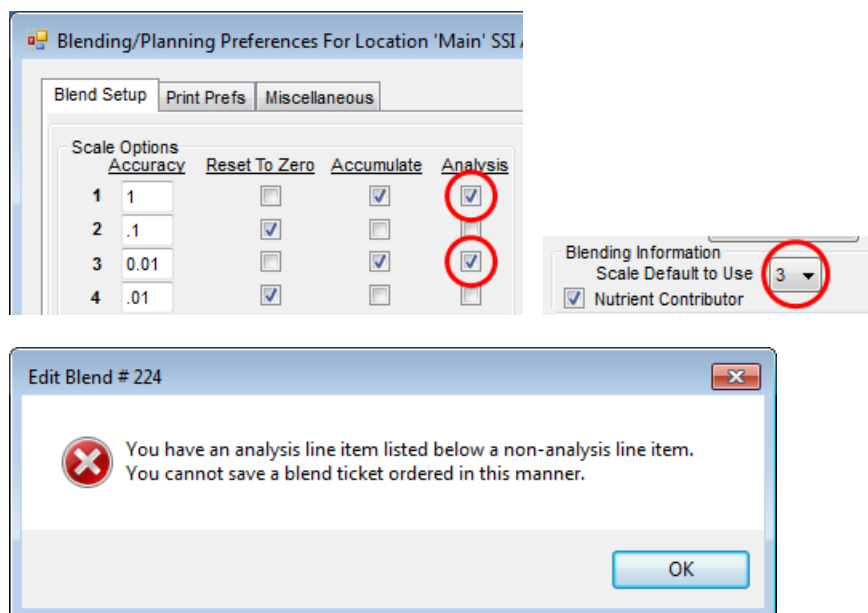 Blending/Planning Preferences For Location 'Main' SSI
Blend Setup Print Prefs Miscellaneous
Scale Options
Accuracy Reset To Zero Accumulate Analysis
1 1
2 .1
3 0.01
4 .01
Blending Information
Scale Default to Use 3
Nutrient Contributor
Edit Blend # 224
You have an analysis line item listed below a non-analysis line item.
You cannot save a blend ticket ordered in this manner.
OK